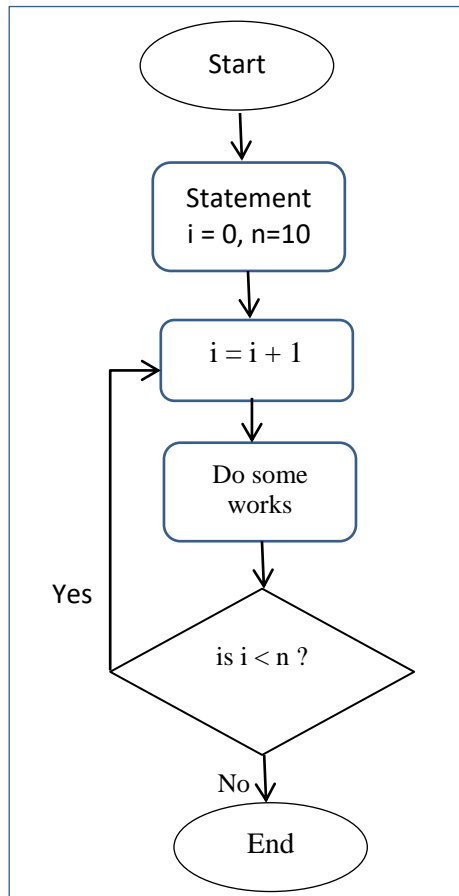 Start
Statement
i = 0, n=10
i = i + 1
Do some
works
Yes
is i < n ?
No
End